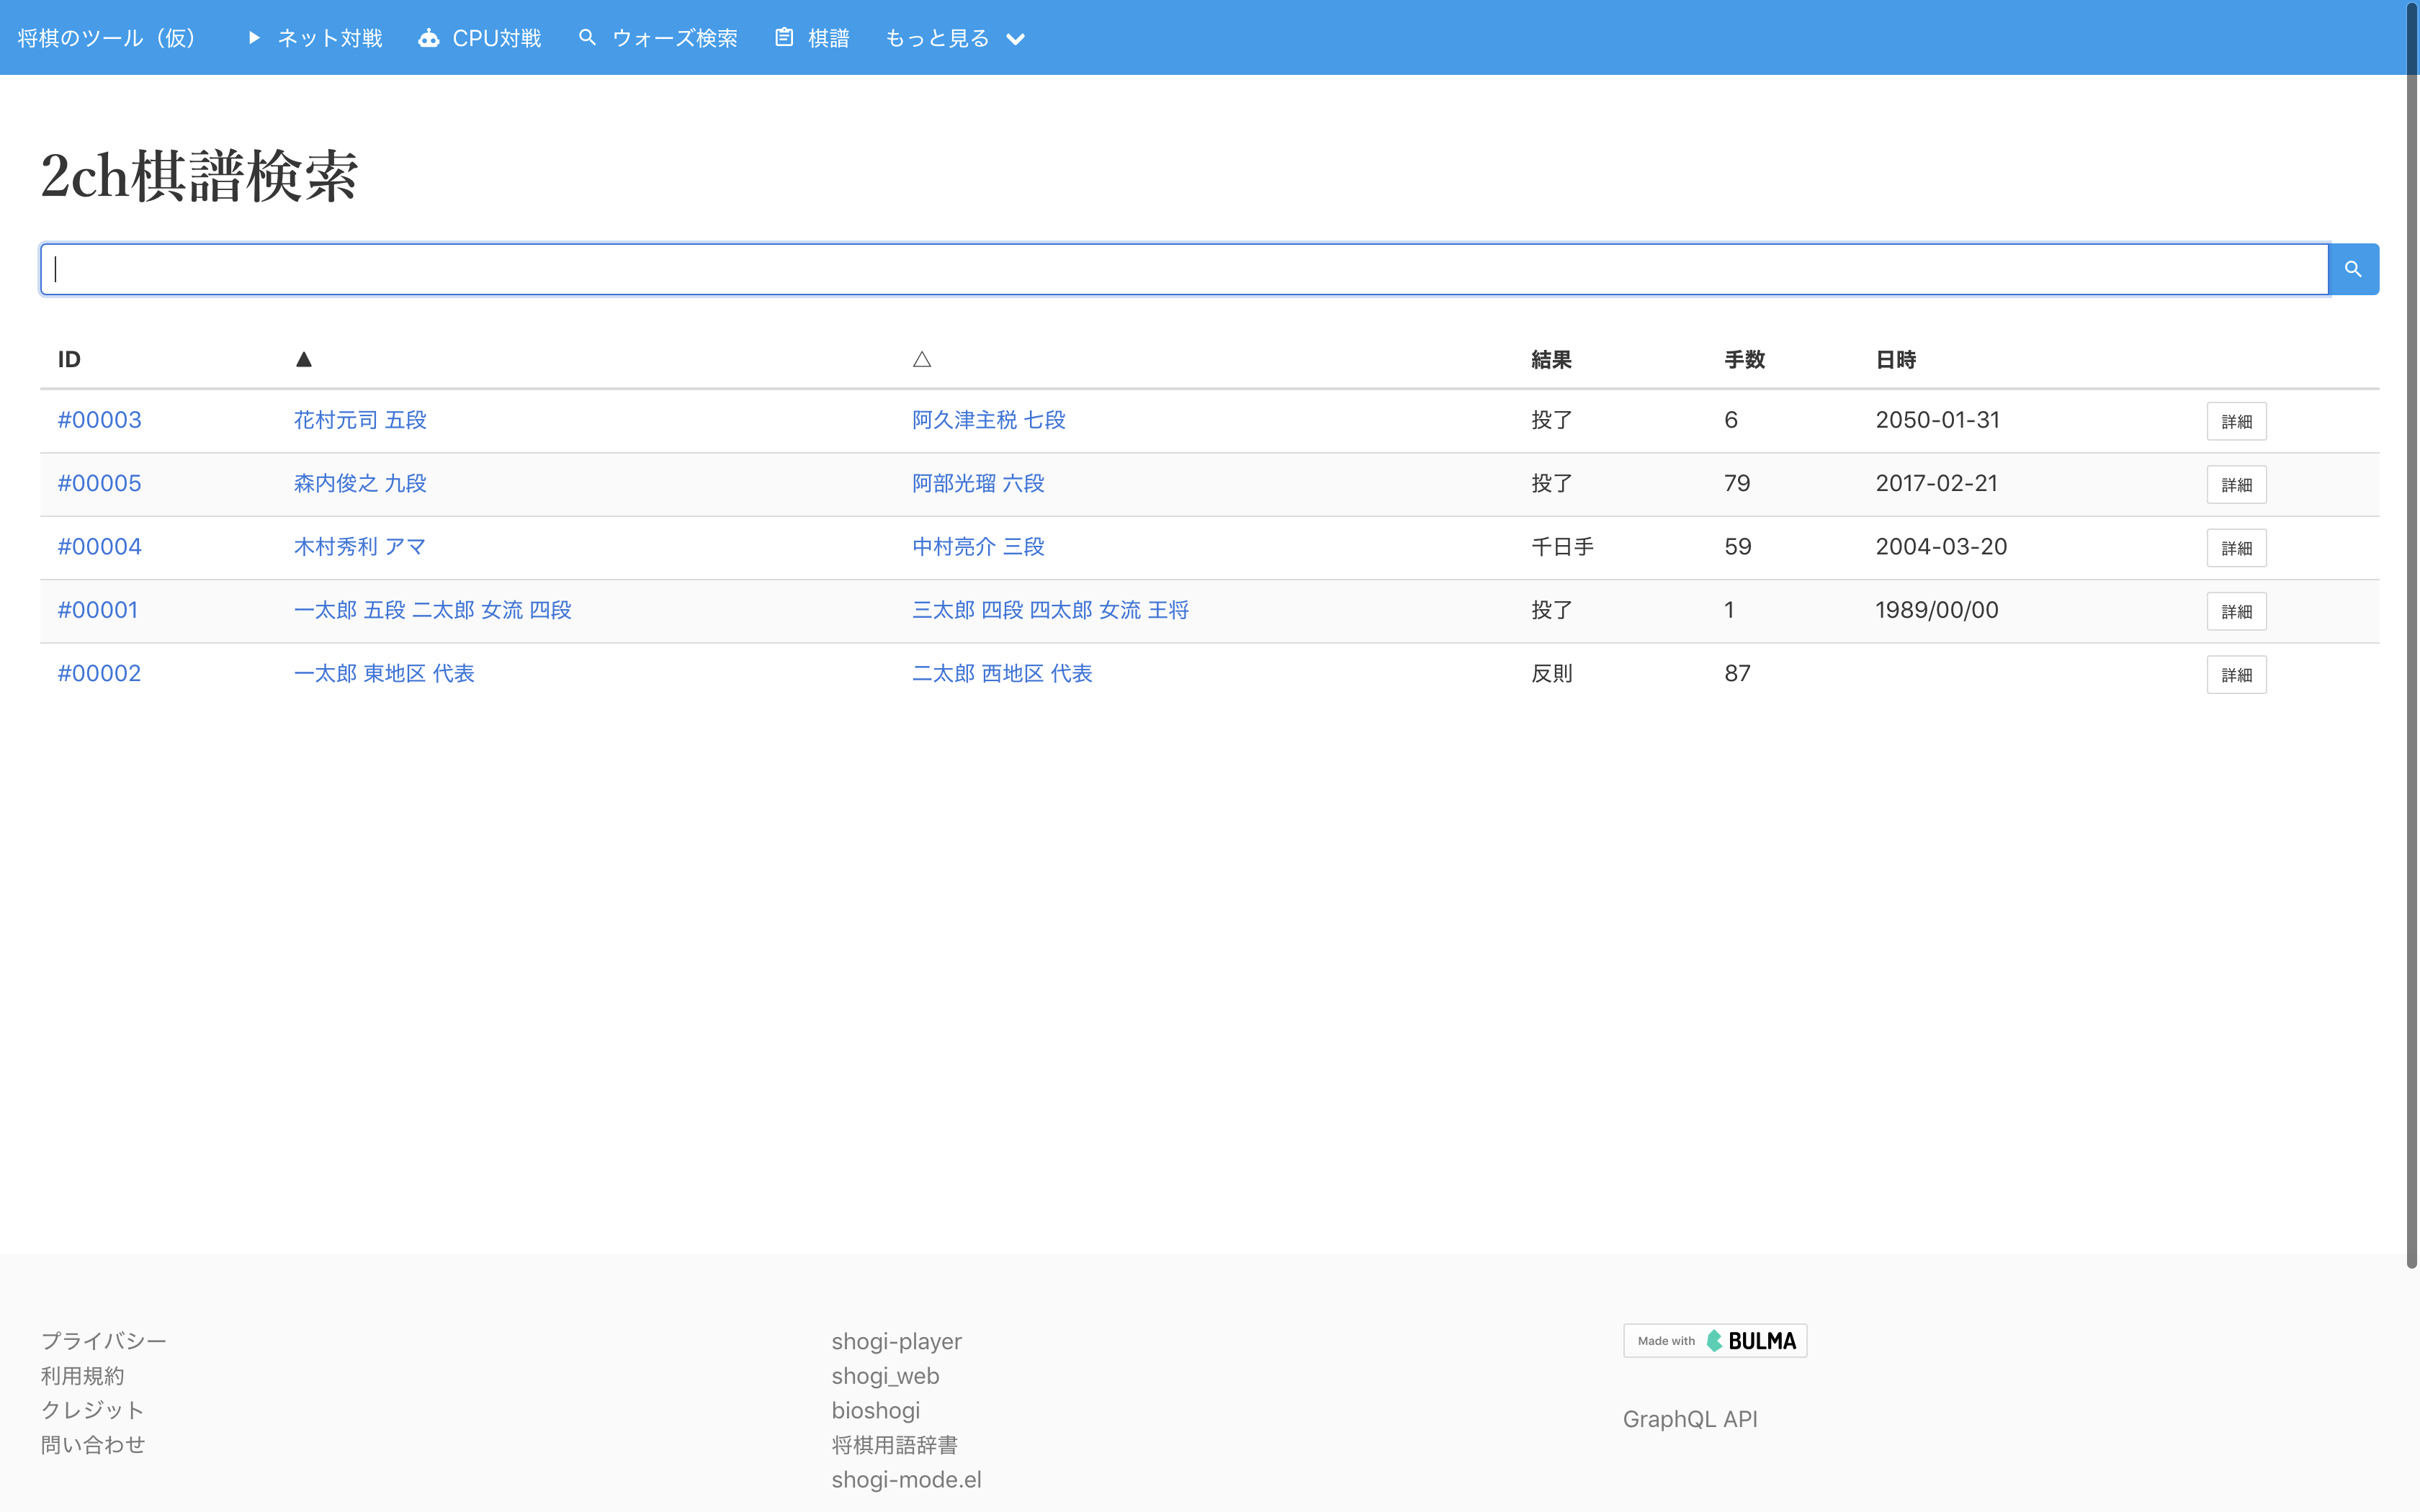 将棋のツール（仮） ネット対戦 CPU対戦 ウォーズ検索 棋譜 もっと見る
2ch棋譜検索
ID ▲ △ 結果 手数 日時
#00003 花村元司 五段 阿久津主税 七段 投了 6 2050-01-31 詳細
#00005 森内俊之 九段 阿部光瑠 六段 投了 79 2017-02-21 詳細
#00004 木村秀利 アマ 中村亮介 三段 千日手 59 2004-03-20 詳細
#00001 一太郎 五段 二太郎 女流 四段 三太郎 四段 四太郎 女流 王将 投了 1 1989/00/00 詳細
#00002 一太郎 東地区 代表 二太郎 西地区 代表 反則 87 詳細
プライバシー
利用規約
クレジット
問い合わせ
shogi-player
shogi_web
bioshogi
将棋用語辞書
shogi-mode.el
Made with BULMA
GraphQL API